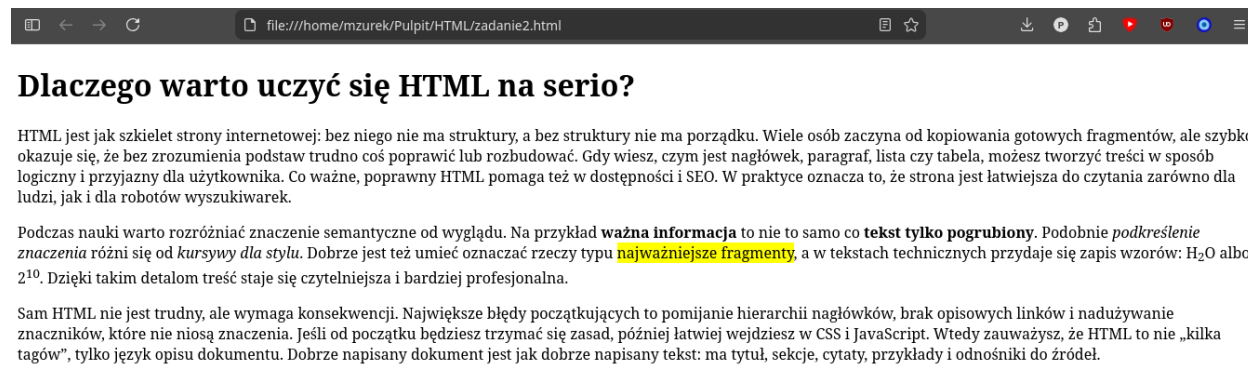 file:///home/mzurek/Pulpit/HTML/zadanie2.html
Dlaczego warto uczyć się HTML na serio?
HTML jest jak szkielet strony internetowej: bez niego nie ma struktury, a bez struktury nie ma porządku. Wiele osób zaczyna od kopiowania gotowych fragmentów, ale szybko
okazuje się, że bez zrozumienia podstaw trudno coś poprawić lub rozbudować. Gdy wiesz, czym jest nagłówek, paragraf, lista czy tabela, możesz tworzyć treści w sposób
logiczny i przyjazny dla użytkownika. Co ważne, poprawny HTML pomaga też w dostępności i SEO. W praktyce oznacza to, że strona jest łatwiejsza do czytania zarówno dla
ludzi, jak i dla robotów wyszukiwarek.
Podczas nauki warto rozróżniać znaczenie semantyczne od wyglądu. Na przykład ważna informacja to nie to samo co tekst tylko pogrubiony. Podobnie podkreślenie
znaczenia różni się od kursywy dla stylu. Dobrze jest też umieć oznaczać rzeczy typu najważniejsze fragmenty, a w tekstach technicznych przydaje się zapis wzorów: H₂O albo
2¹⁰. Dzięki takim detalom treść staje się czytelniejsza i bardziej profesjonalna.
Sam HTML nie jest trudny, ale wymaga konsekwencji. Największe błędy początkujących to pomijanie hierarchii nagłówków, brak opisowych linków i nadużywanie
znaczników, które nie niosą znaczenia. Jeśli od początku będziesz trzymać się zasad, później łatwiej wejdziesz w CSS i JavaScript. Wtedy zauważysz, że HTML to nie „kilka
tagów”, tylko język opisu dokumentu. Dobrze napisany dokument jest jak dobrze napisany tekst: ma tytuł, sekcje, cytaty, przykłady i odnośniki do źródeł.